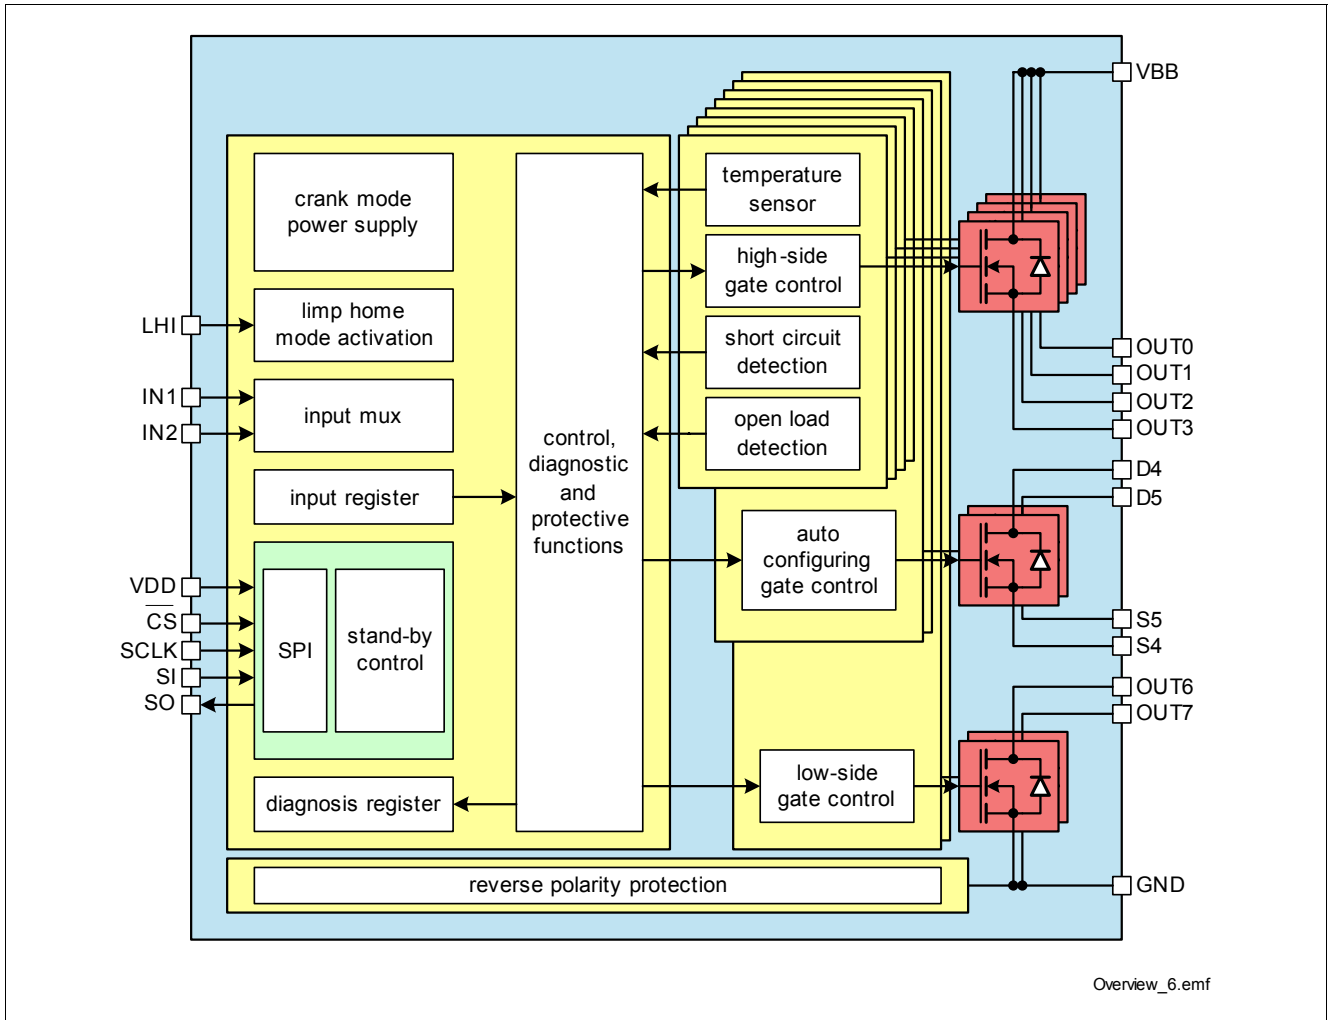 VBB
crank mode
power supply
temperature
sensor
high-side
gate control
LHI
limp home
mode activation
short circuit
detection
OUT0
OUT1
OUT2
OUT3
IN1
IN2
input mux
open load
detection
control,
diagnostic
and
protective
functions
input register
D4
D5
auto
configuring
gate control
VDD
CS
SCLK
SI
SO
SPI
stand-by
control
S5
S4
OUT6
OUT7
low-side
gate control
diagnosis register
reverse polarity protection
GND
Overview_6.emf